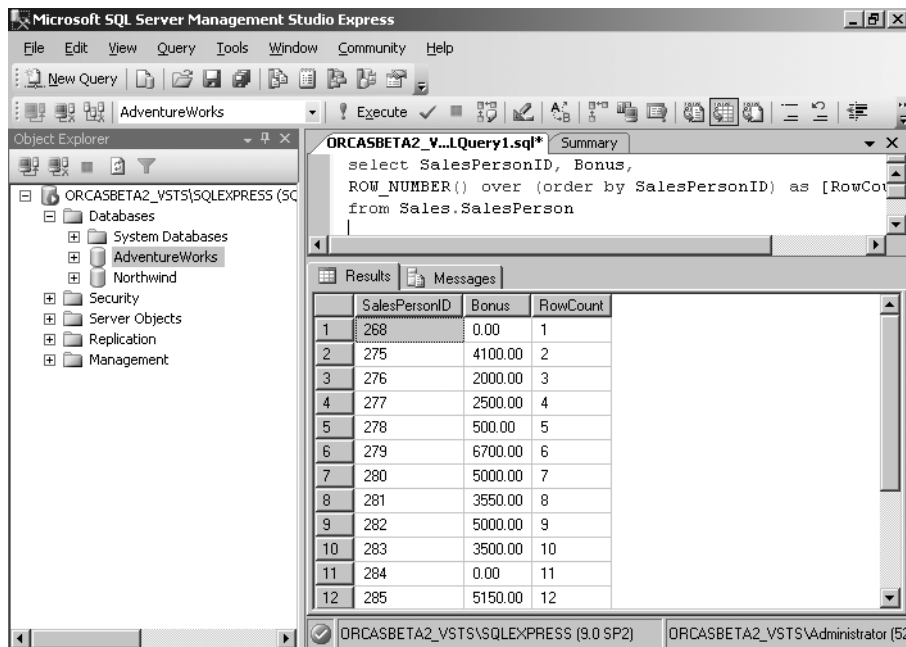 Microsoft SQL Server Management Studio Express
File Edit View Query Tools Window Community Help
New Query
AdventureWorks Execute
Object Explorer
ORCASBETA2_VSTS\SQLEXPRESS (SQ
Databases
System Databases
AdventureWorks
Northwind
Security
Server Objects
Replication
Management
ORCASBETA2_V...LQuery1.sql* Summary
select SalesPersonID, Bonus,
ROW_NUMBER() over (order by SalesPersonID) as [RowCou
from Sales.SalesPerson
Results Messages
SalesPersonID Bonus RowCount
1 268 0.00 1
2 275 4100.00 2
3 276 2000.00 3
4 277 2500.00 4
5 278 500.00 5
6 279 6700.00 6
7 280 5000.00 7
8 281 3550.00 8
9 282 5000.00 9
10 283 3500.00 10
11 284 0.00 11
12 285 5150.00 12
ORCASBETA2_VSTS\SQLEXPRESS (9.0 SP2) ORCASBETA2_VSTS\Administrator (52